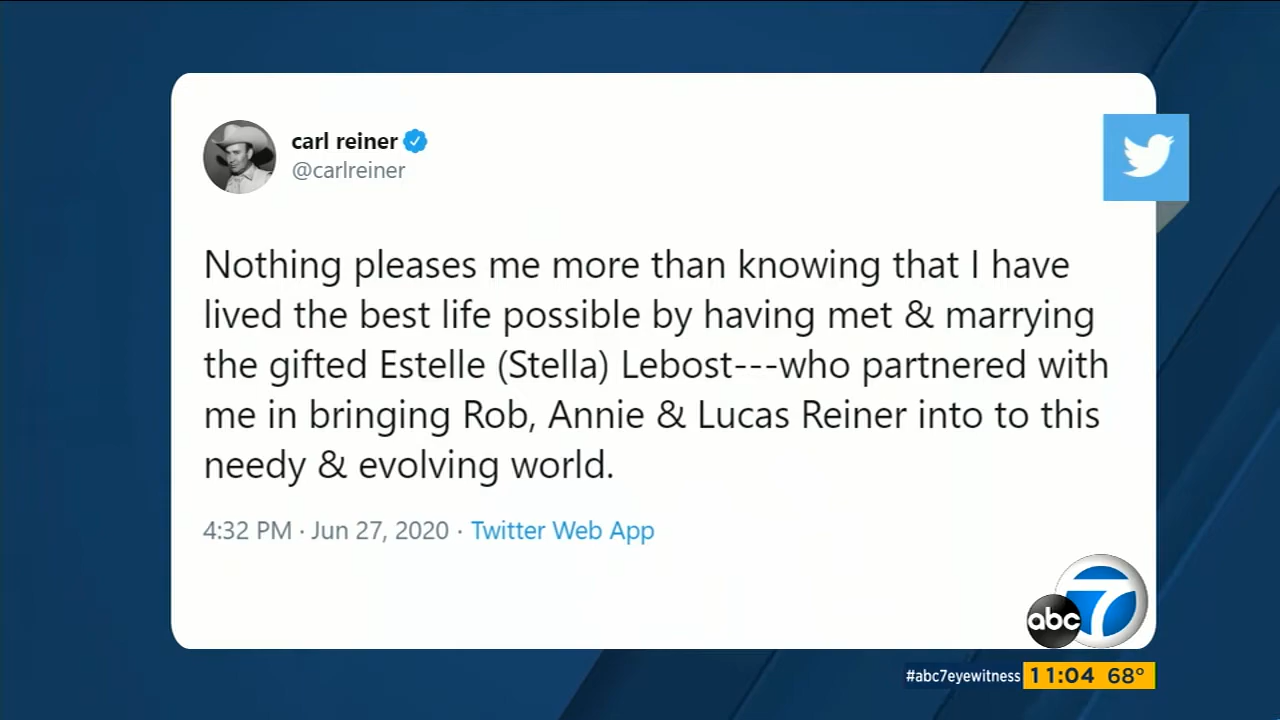 carl reiner
@carlreiner
Nothing pleases me more than knowing that I have
lived the best life possible by having met & marrying
the gifted Estelle (Stella) Lebost---who partnered with
me in bringing Rob, Annie & Lucas Reiner into to this
needy & evolving world.
4:32 PM · Jun 27, 2020 · Twitter Web App
abc 7
#abc7eyewitness 11:04 68°